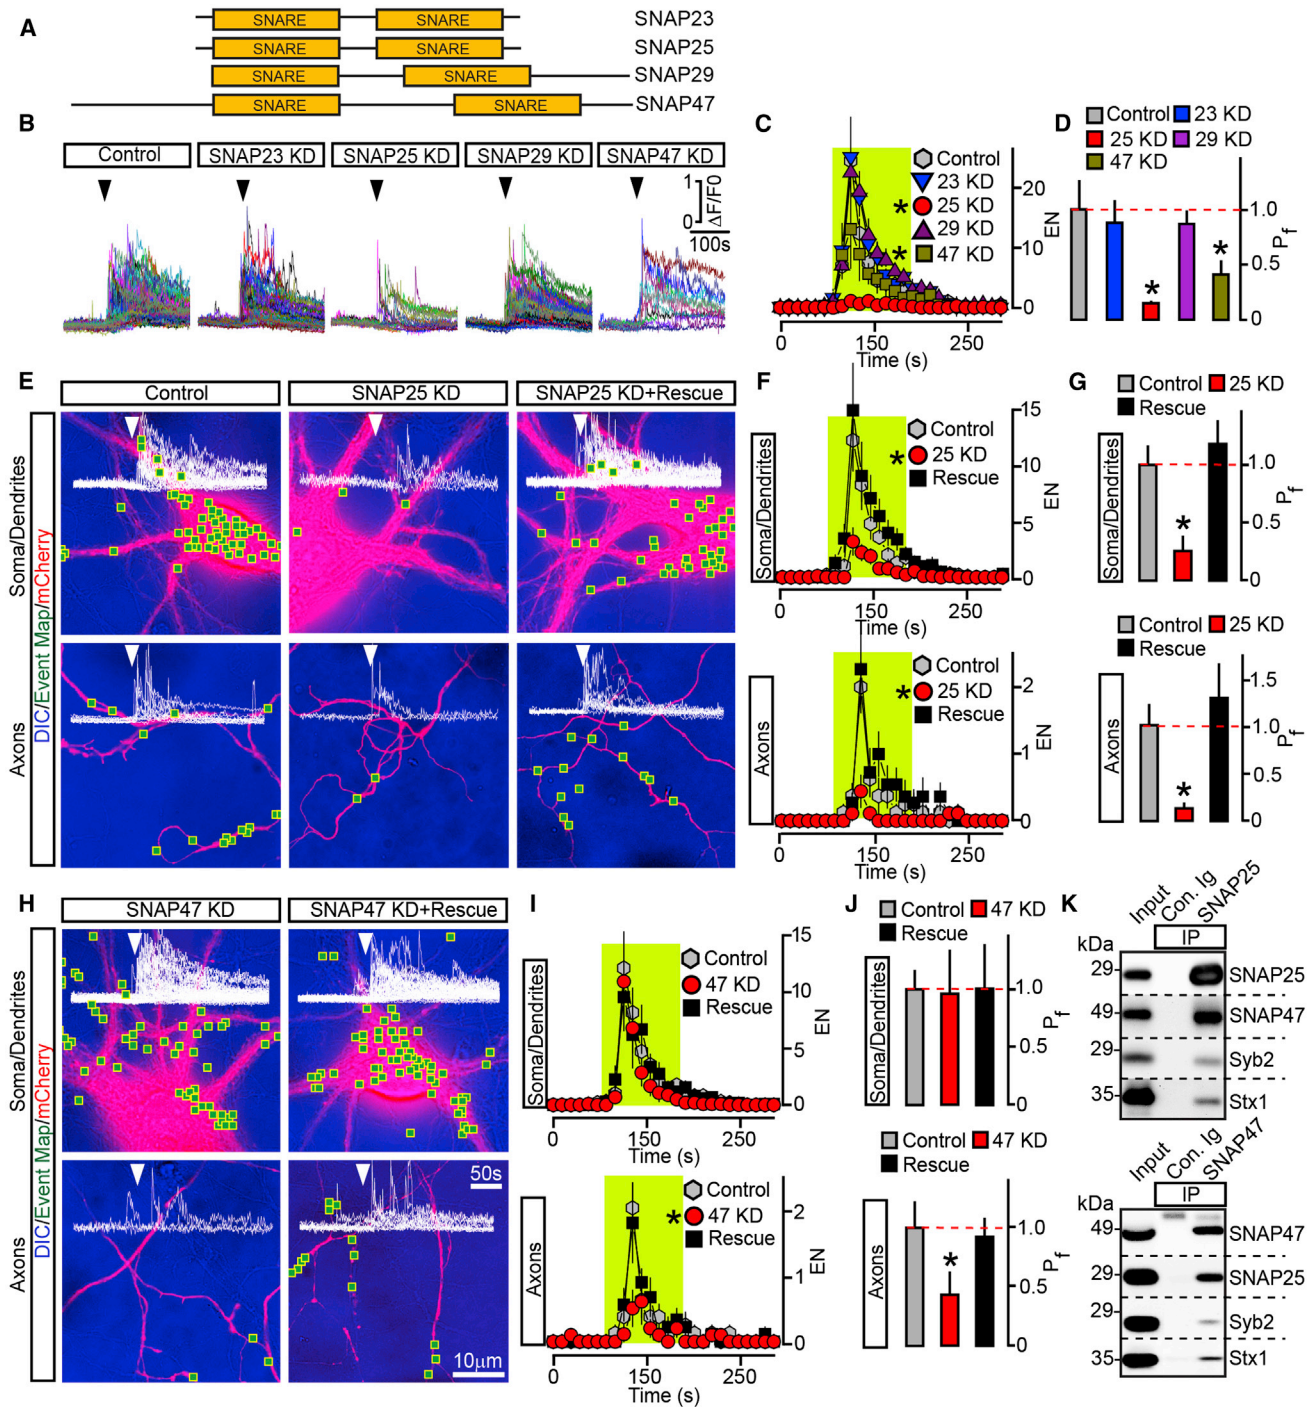 A
SNARE SNARE SNAP23
SNARE SNARE SNAP25
SNARE SNARE SNAP29
SNARE SNARE SNAP47
B
Control SNAP23 KD SNAP25 KD SNAP29 KD SNAP47 KD
1
0
ΔF/F0
100s
C
Control
23 KD
* 25 KD
29 KD
* 47 KD
20
10
0
EN
0 150 250
Time (s)
D
Control 23 KD
25 KD 29 KD
47 KD
1.0
0.5
0
Pf
* *
E
Control SNAP25 KD SNAP25 KD+Rescue
Soma/Dendrites
Axons
DIC/Event Map/mCherry
F
Soma/Dendrites
Control
* 25 KD
Rescue
15
10
5
0
EN
0 150 250
Time (s)
Axons
Control
* 25 KD
Rescue
2
1
0
EN
0 150 250
Time (s)
G
Control 25 KD
Rescue
Soma/Dendrites
*
1.0
0.5
0
Pf
Control 25 KD
Rescue
Axons
*
1.5
1.0
0.5
0
Pf
H
SNAP47 KD SNAP47 KD+Rescue
Soma/Dendrites
Axons
DIC/Event Map/mCherry
50s
10μm
I
Soma/Dendrites
Control
47 KD
Rescue
15
10
5
0
EN
0 150 250
Time (s)
Axons
Control
* 47 KD
Rescue
2
1
0
EN
0 150 250
Time (s)
J
Control 47 KD
Rescue
Soma/Dendrites
1.0
0.5
0
Pf
Control 47 KD
Rescue
Axons
*
1.0
0.5
0
Pf
K
Input Con. Ig SNAP25
kDa IP
29 SNAP25
49 SNAP47
29 Syb2
35 Stx1
Input Con. Ig SNAP47
kDa IP
49 SNAP47
29 SNAP25
29 Syb2
35 Stx1